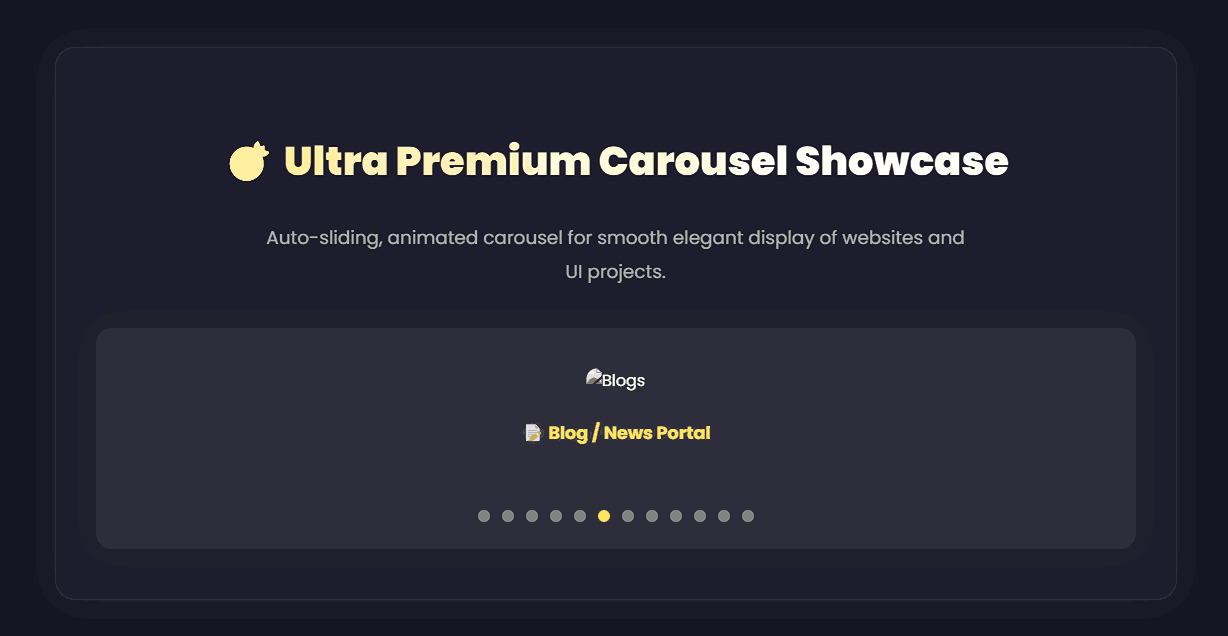 Ultra Premium Carousel Showcase
Auto-sliding, animated carousel for smooth elegant display of websites and
UI projects.
Blogs
Blog / News Portal